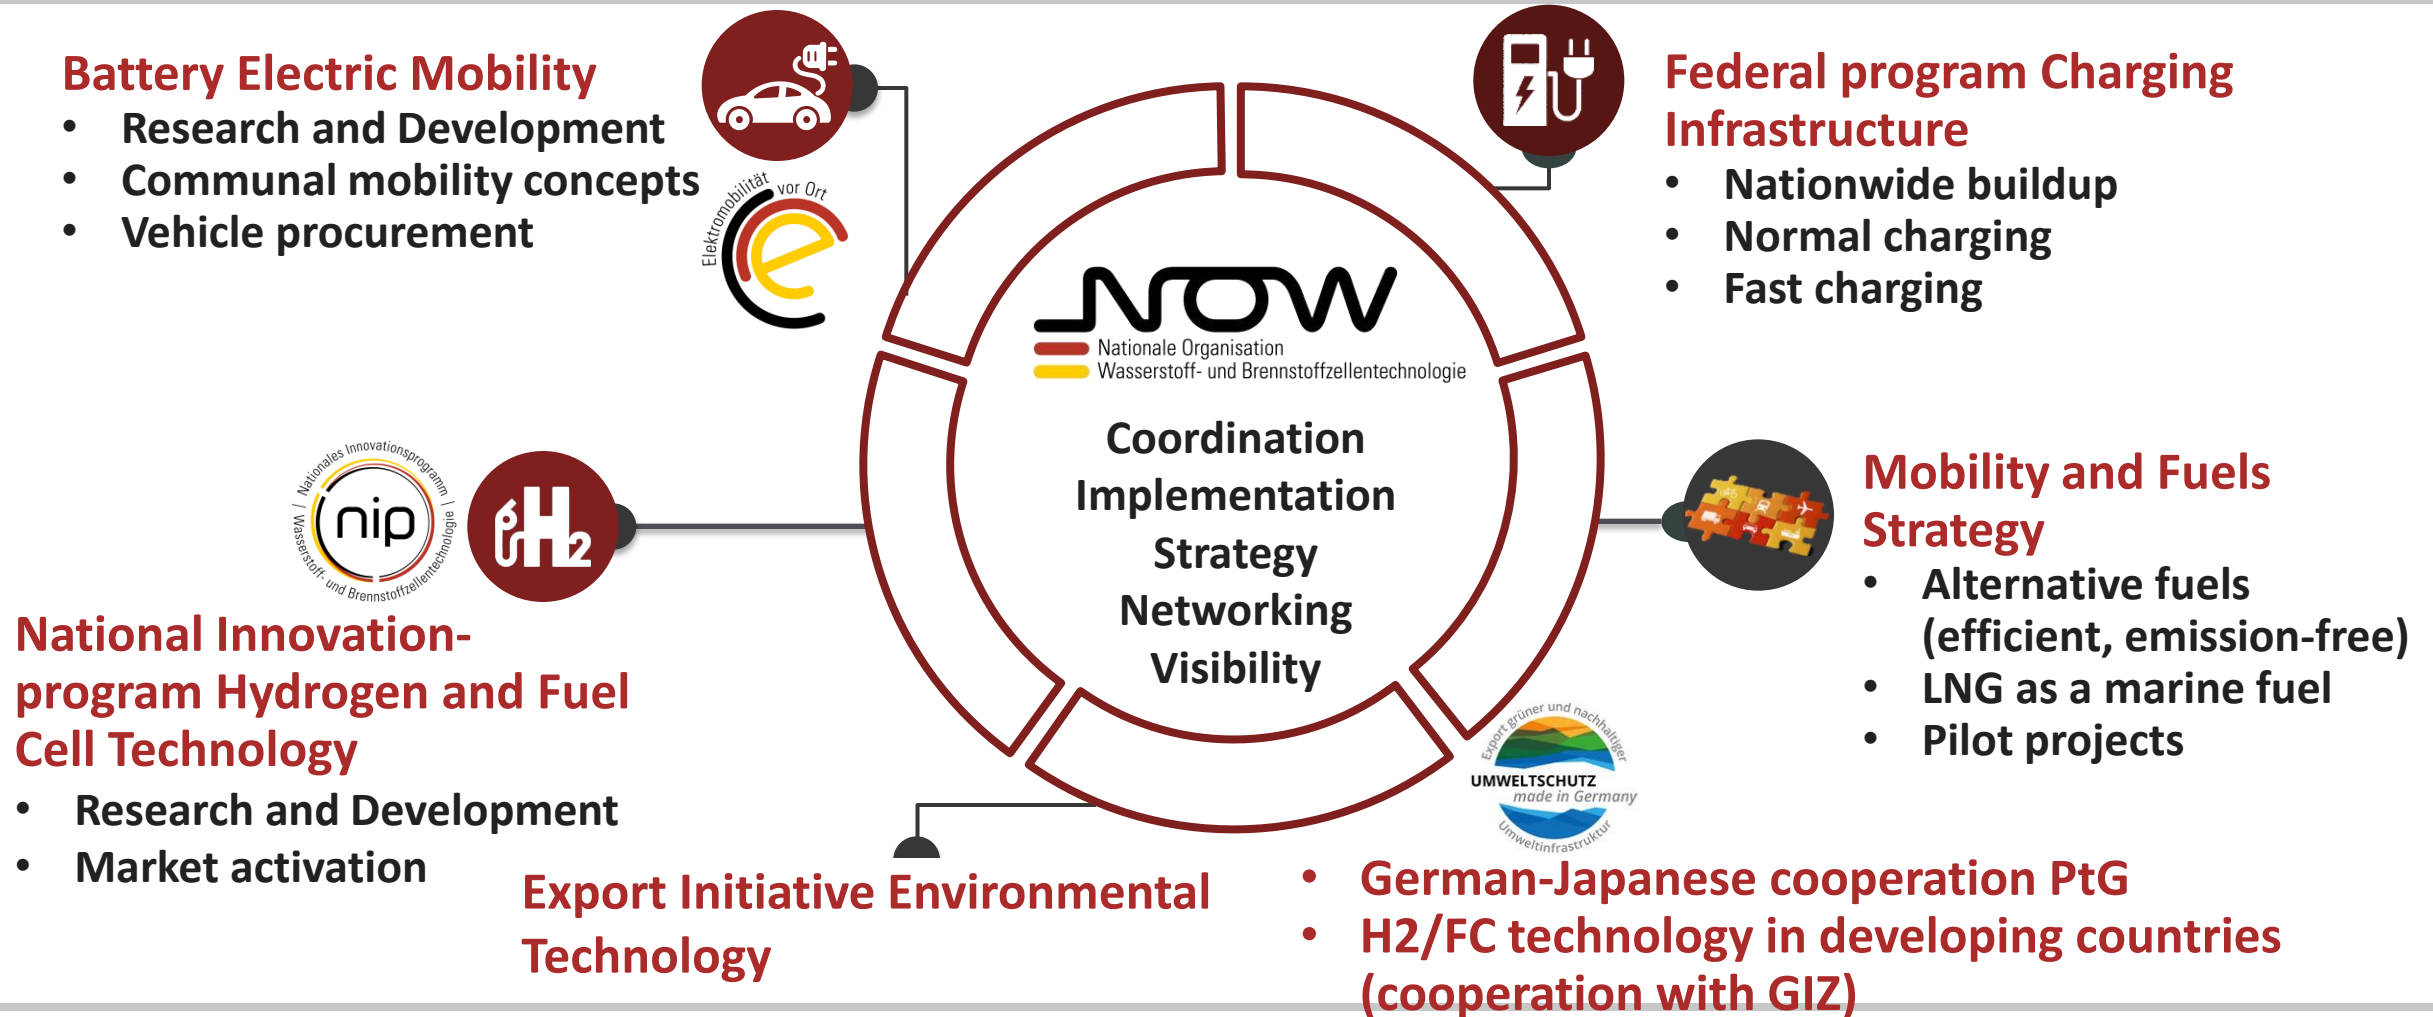 Battery Electric Mobility
• Research and Development
• Communal mobility concepts
• Vehicle procurement
Elektromobilität vor Ort
Federal program Charging
Infrastructure
• Nationwide buildup
• Normal charging
• Fast charging
NOW
Nationale Organisation
Wasserstoff- und Brennstoffzellentechnologie
Coordination
Implementation
Strategy
Networking
Visibility
| Nationales Innovationsprogramm |
Wasserstoff- und Brennstoffzellentechnologie
nip
H2
National Innovation-
program Hydrogen and Fuel
Cell Technology
• Research and Development
• Market activation
Mobility and Fuels
Strategy
• Alternative fuels
(efficient, emission-free)
• LNG as a marine fuel
• Pilot projects
Export Initiative Environmental
Technology
Export grüner und nachhaltiger
UMWELTSCHUTZ
made in Germany
Umweltinfrastruktur
• German-Japanese cooperation PtG
• H2/FC technology in developing countries
(cooperation with GIZ)